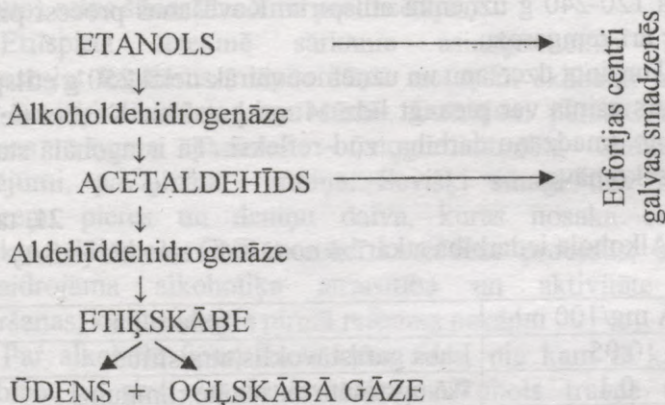 ETANOLS
Alkoholdehidrogenāze
ACETALDEHĪDS
Aldehīddehidrogenāze
ETIĶSKĀBE
ŪDENS + OGĻSKĀBĀ GĀZE
Eiforijas centri
galvas smadzenēs